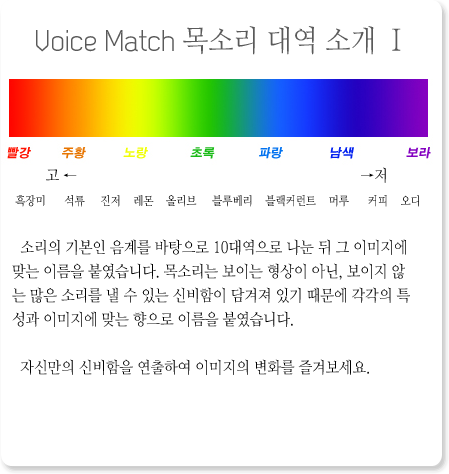 Voice Match 목소리 대역 소개 Ⅰ
빨강 주황 노랑 초록 파랑 남색 보라
고← →저
흑장미 석류 진저 레몬 올리브 블루베리 블랙커런트 머루 커피 오디
소리의 기본인 음계를 바탕으로 10대역으로 나눈 뒤 그 이미지에
맞는 이름을 붙였습니다. 목소리는 보이는 형상이 아닌, 보이지 않
는 많은 소리를 낼 수 있는 신비함이 담겨져 있기 때문에 각각의 특
성과 이미지에 맞는 향으로 이름을 붙였습니다.
자신만의 신비함을 연출하여 이미지의 변화를 즐겨보세요.